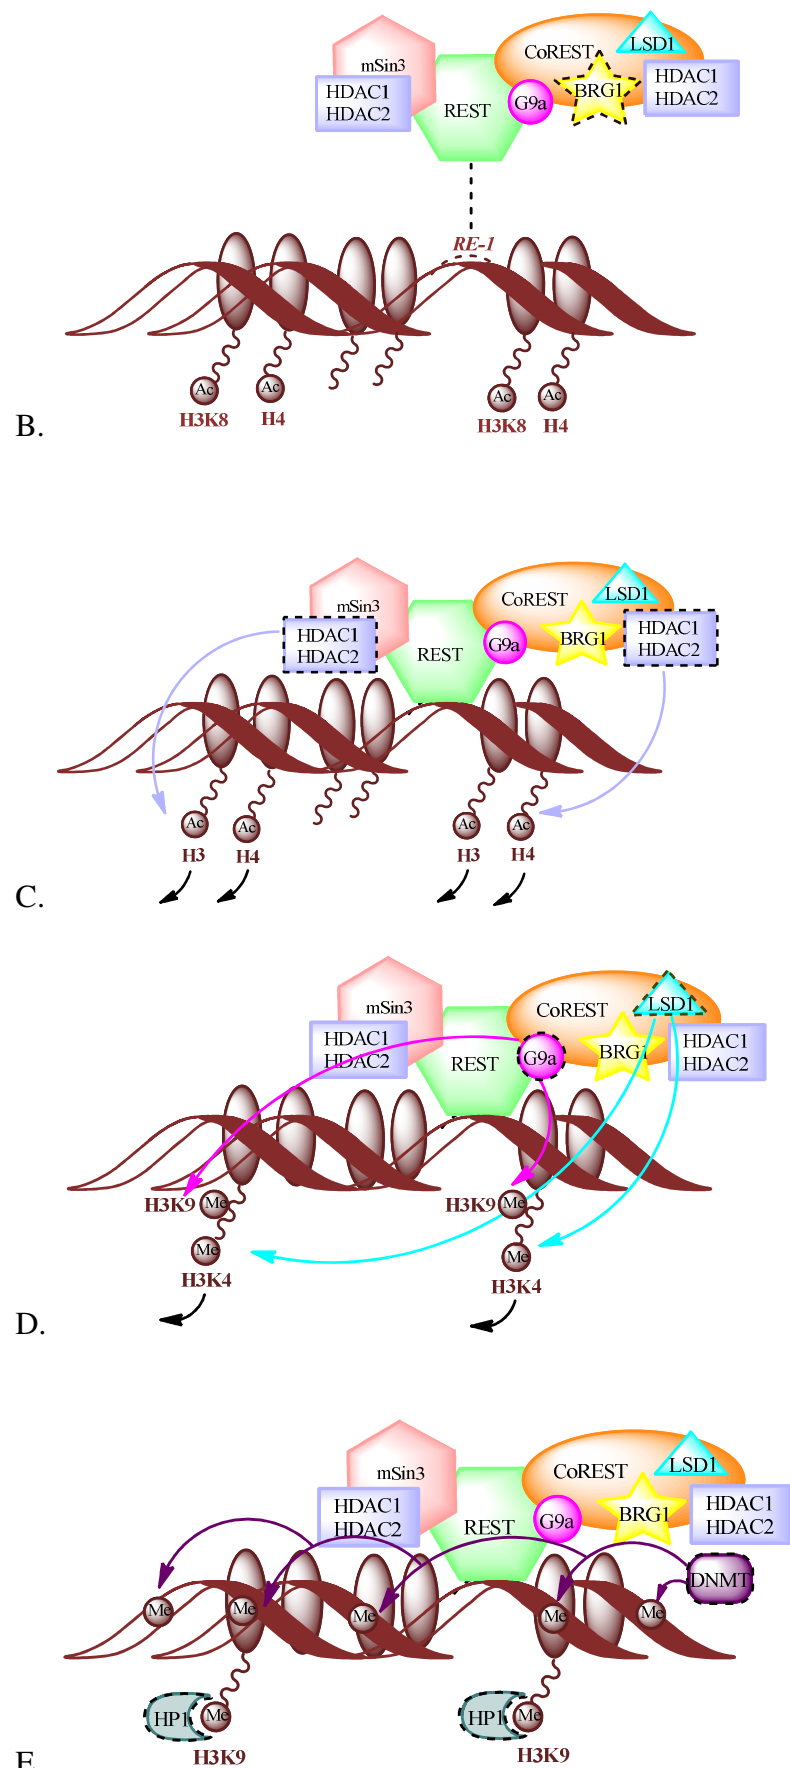 CoREST
LSD1
mSin3
HDAC1
HDAC2
REST
G9a
BRG1
HDAC1
HDAC2
RE-1
Ac
Ac
Ac
Ac
H3K8
H4
H3K8
H4
B.
mSin3
CoREST
LSD1
HDAC1
HDAC2
REST
G9a
BRG1
HDAC1
HDAC2
Ac
Ac
Ac
Ac
H3
H4
H3
H4
C.
mSin3
CoREST
LSD1
HDAC1
HDAC2
REST
G9a
BRG1
HDAC1
HDAC2
H3K9
Me
H3K9
Me
Me
Me
H3K4
H3K4
D.
mSin3
CoREST
LSD1
HDAC1
HDAC2
REST
G9a
BRG1
HDAC1
HDAC2
DNMT
Me
Me
Me
Me
Me
HP1
Me
HP1
Me
H3K9
H3K9
E.